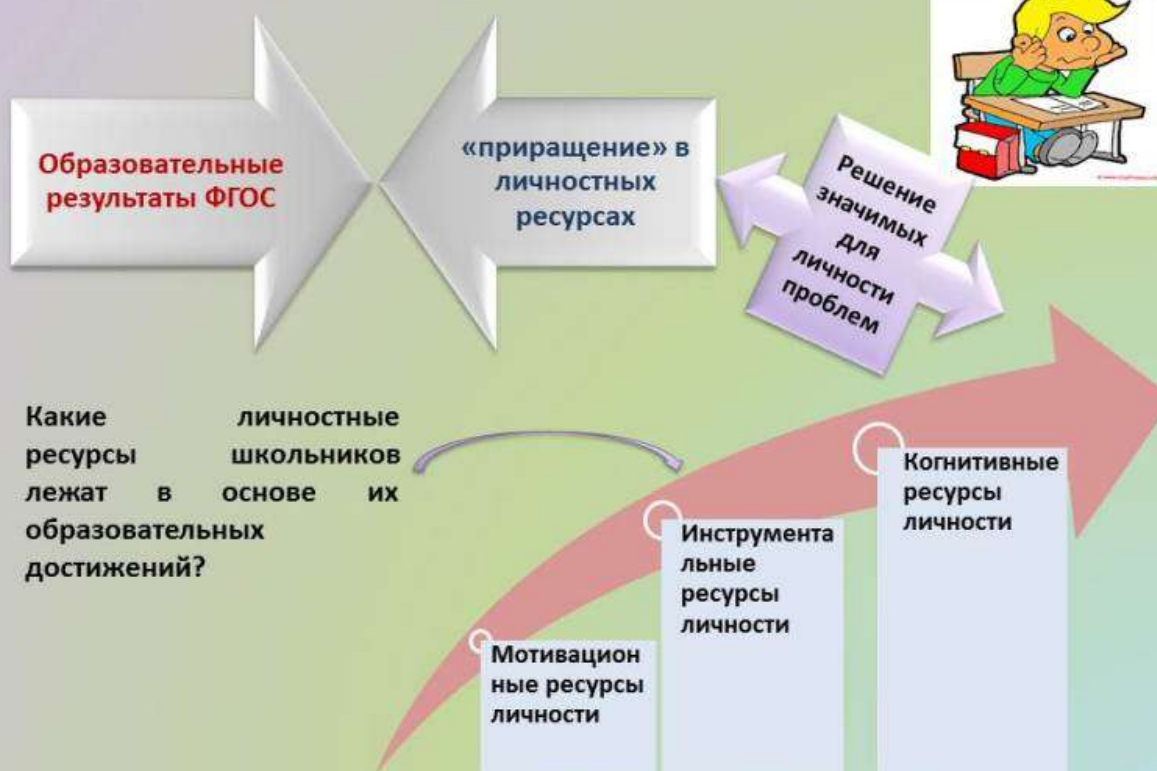 Образовательные
результаты ФГОС
«приращение» в
личностных
ресурсах
Решение
значимых
для
личности
проблем
Какие личностные
ресурсы школьников
лежат в основе их
образовательных
достижений?
Мотивацион
ные ресурсы
личности
Инструмента
льные
ресурсы
личности
Когнитивные
ресурсы
личности